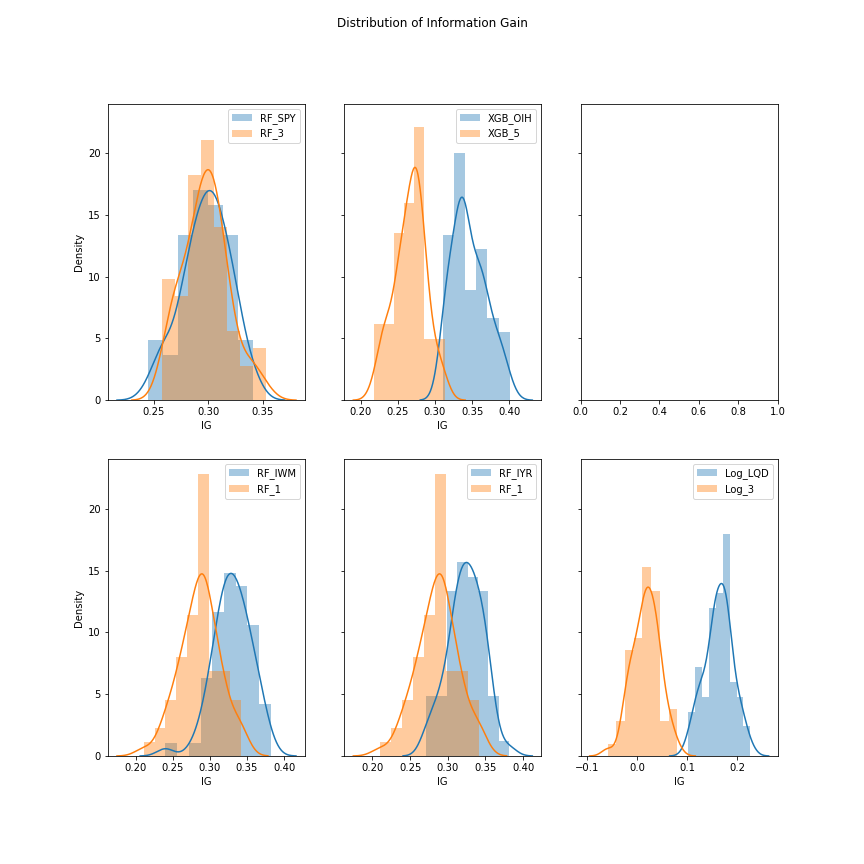 Distribution of Information Gain
RF_SPY
RF_3
Density
20
15
10
5
0
0.25 0.30 0.35
IG
XGB_OIH
XGB_5
0.20 0.25 0.30 0.35 0.40
IG
0.0 0.2 0.4 0.6 0.8 1.0
RF_IWM
RF_1
Density
20
15
10
5
0
0.20 0.25 0.30 0.35 0.40
IG
RF_IYR
RF_1
0.20 0.25 0.30 0.35 0.40
IG
Log_LQD
Log_3
−0.1 0.0 0.1 0.2
IG